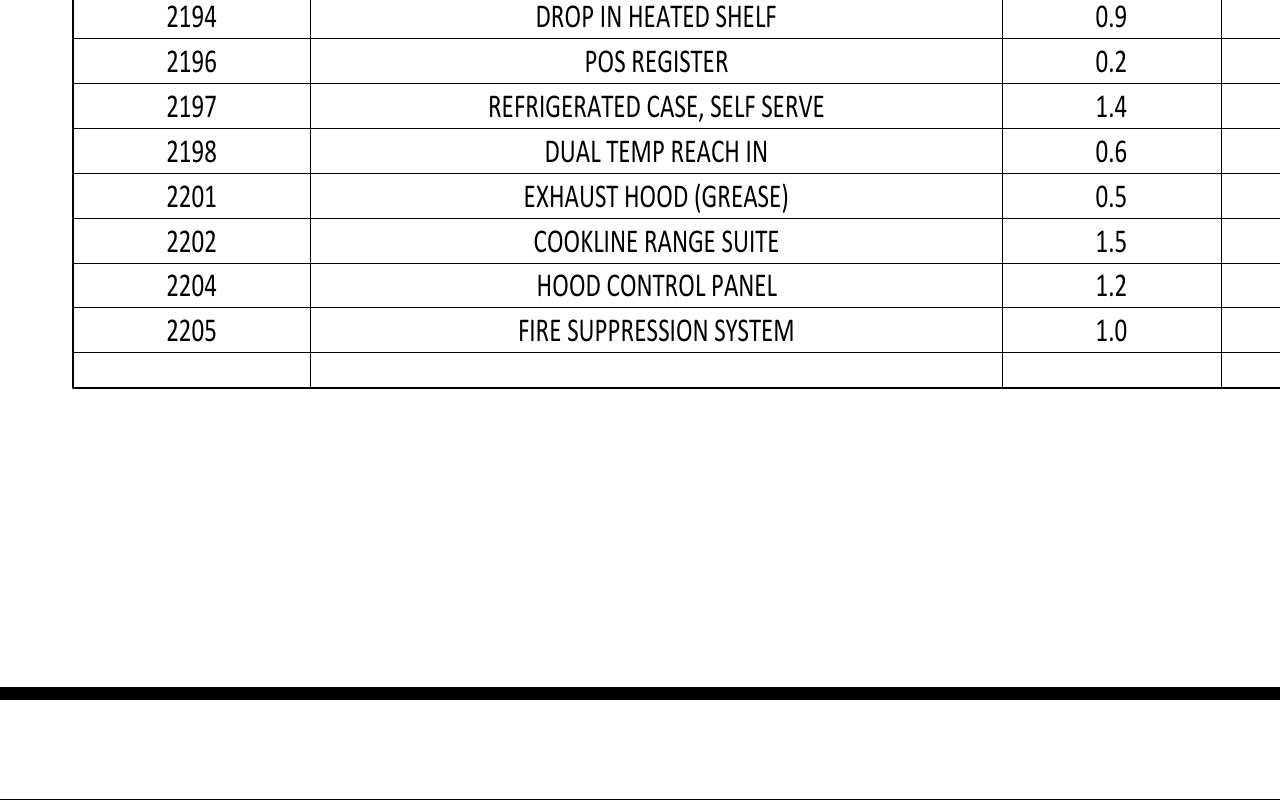 2194 DROP IN HEATED SHELF 0.9
2196 POS REGISTER 0.2
2197 REFRIGERATED CASE, SELF SERVE 1.4
2198 DUAL TEMP REACH IN 0.6
2201 EXHAUST HOOD (GREASE) 0.5
2202 COOKLINE RANGE SUITE 1.5
2204 HOOD CONTROL PANEL 1.2
2205 FIRE SUPPRESSION SYSTEM 1.0